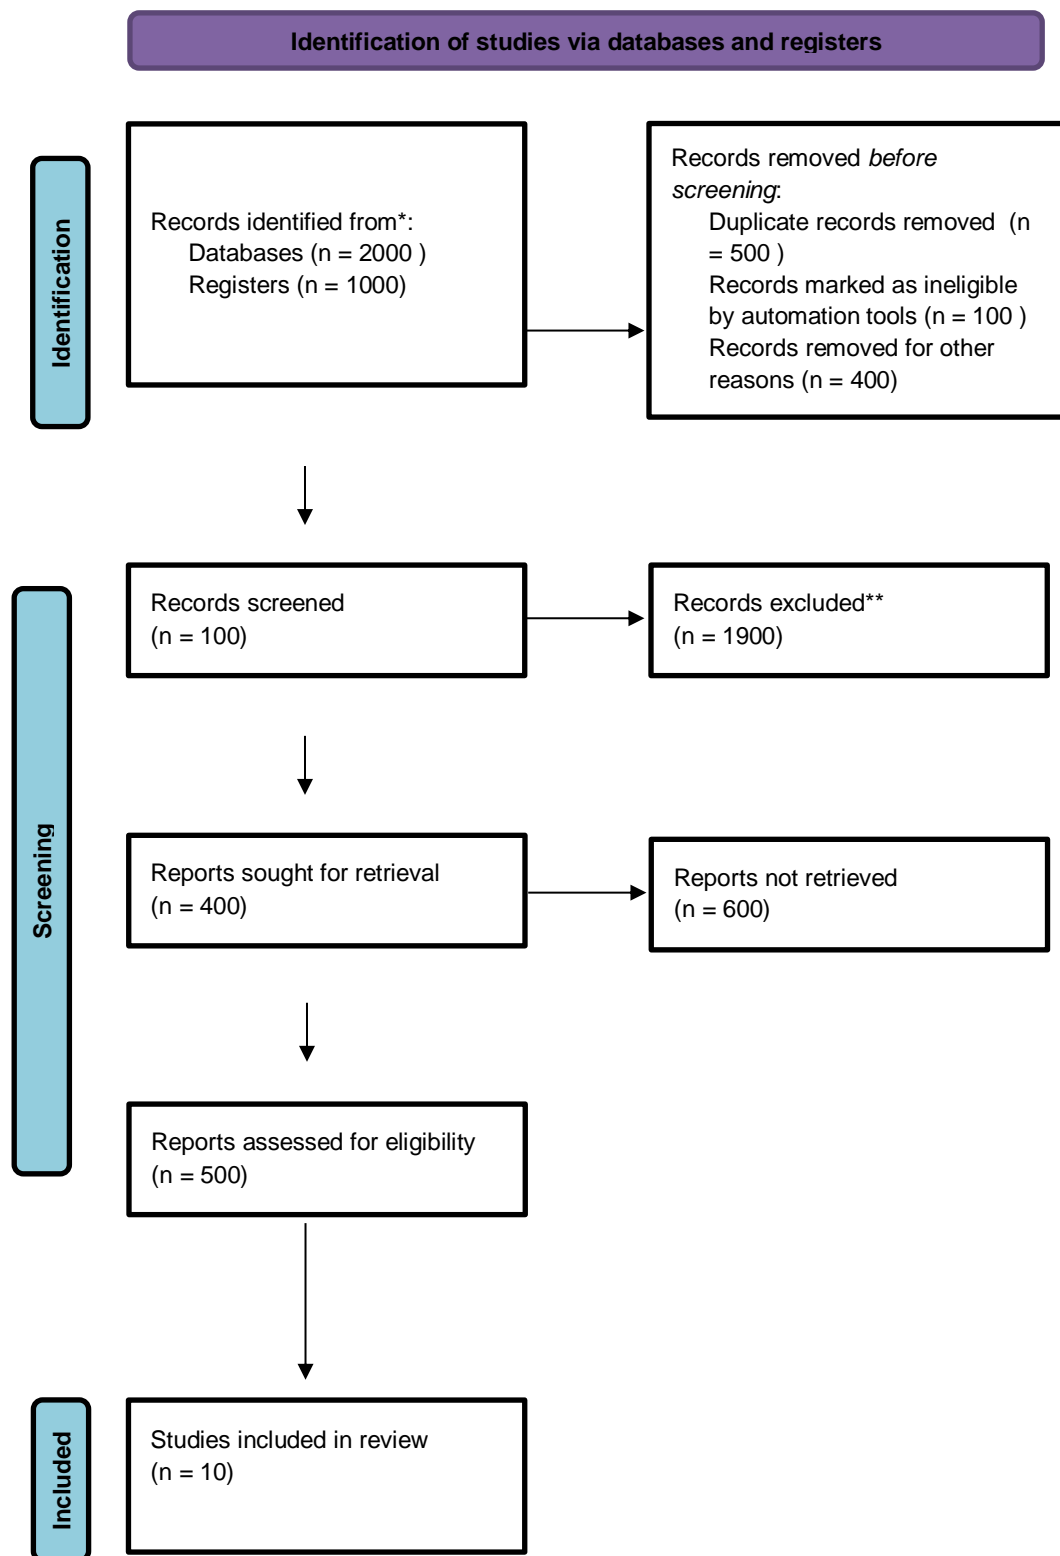 Identification of studies via databases and registers
Identification
Records identified from*:
Databases (n = 2000 )
Registers (n = 1000)
Records removed before
screening:
Duplicate records removed  (n
= 500 )
Records marked as ineligible
by automation tools (n = 100 )
Records removed for other
reasons (n = 400)
Screening
Records screened
(n = 100)
Records excluded**
(n = 1900)
Reports sought for retrieval
(n = 400)
Reports not retrieved
(n = 600)
Reports assessed for eligibility
(n = 500)
Included
Studies included in review
(n = 10)